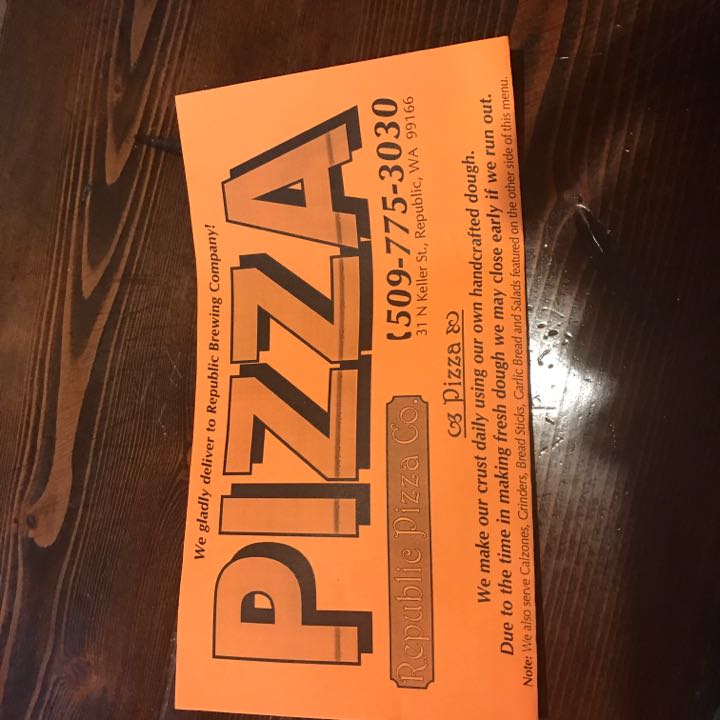 We gladly deliver to Republic Brewing Company!
PIZZA
Republic Pizza Co.
509-775-3030
31 N Keller St., Republic, WA 99166
Pizza
We make our crust daily using our own handcrafted dough.
Due to the time in making fresh dough we may close early if we run out.
Note: We also serve Calzones, Grinders, Bread Sticks, Garlic Bread and Salads featured on the other side of this menu.